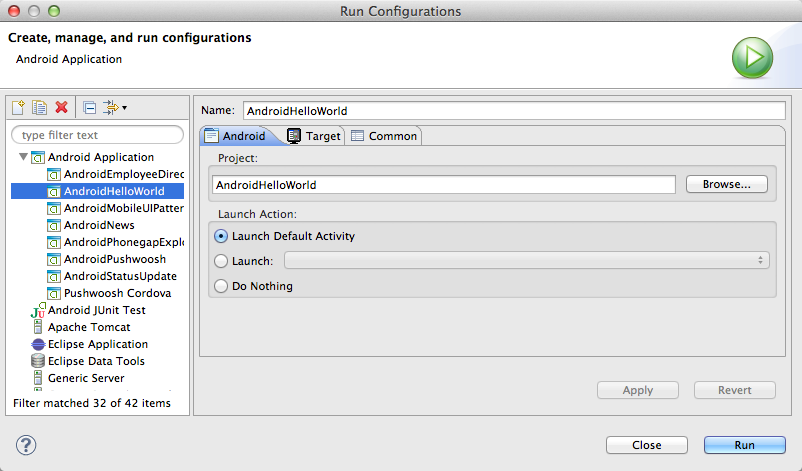 Run Configurations
Create, manage, and run configurations
Android Application
type filter text
Android Application
AndroidEmployeeDirec
AndroidHelloWorld
AndroidMobileUIPatter
AndroidNews
AndroidPhonegapExplo
AndroidPushwoosh
AndroidStatusUpdate
Pushwoosh Cordova
Android JUnit Test
Apache Tomcat
Eclipse Application
Eclipse Data Tools
Generic Server
Filter matched 32 of 42 items
Name: AndroidHelloWorld
Android Target Common
Project:
AndroidHelloWorld Browse...
Launch Action:
Launch Default Activity
Launch:
Do Nothing
Apply Revert
? Close Run